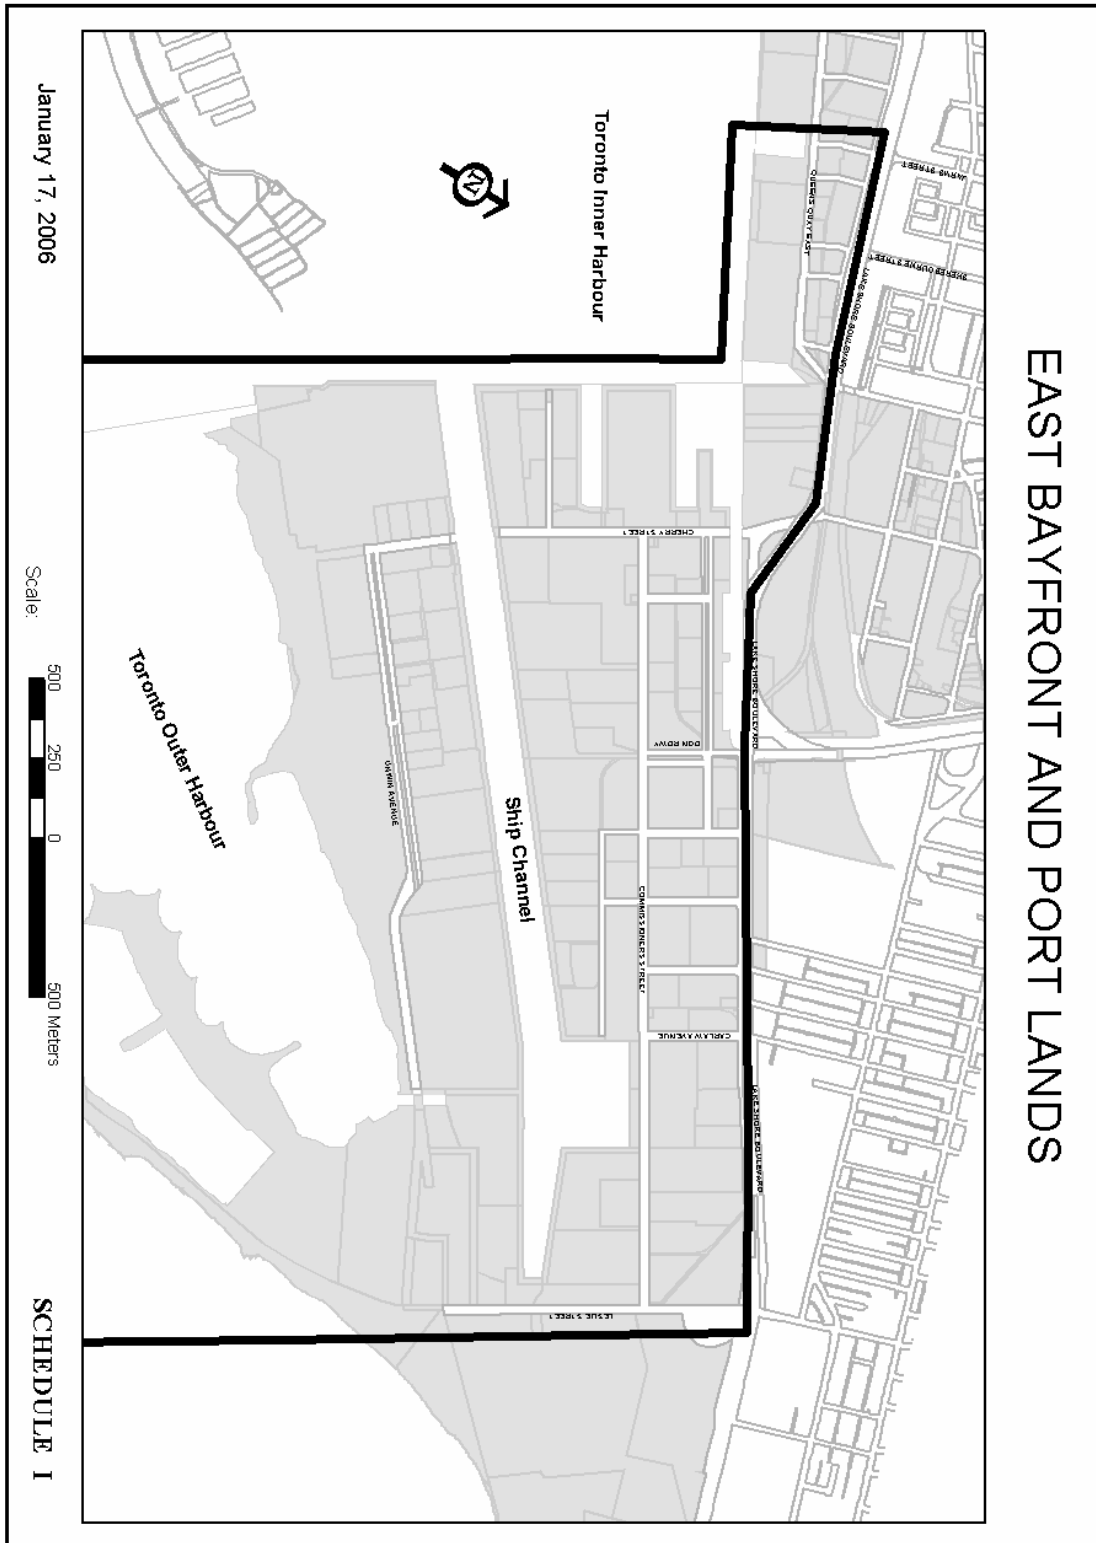 EAST BAYFRONT AND PORT LANDS
JARVIS STREET
SHERBOURNE STREET
QUEENS QUAY EAST
LAKE SHORE BOULEVARD
Toronto Inner Harbour
N
CHERRY STREET
LAKE SHORE BOULEVARD
DON RDWY
Ship Channel
UNWIN AVENUE
COMMISSIONERS STREET
CARLAW AVENUE
LAKE SHORE BOULEVARD
LESLIE STREET
Toronto Outer Harbour
Scale:
500 250 0 500 Meters
January 17, 2006
SCHEDULE I